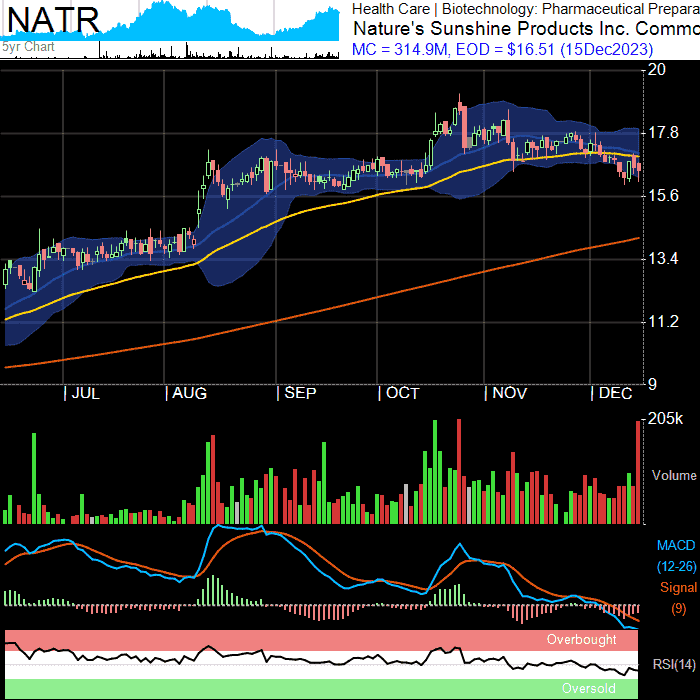 NATR
5yr Chart
Health Care | Biotechnology: Pharmaceutical Prepara
Nature's Sunshine Products Inc. Commo
MC = 314.9M, EOD = $16.51 (15Dec2023)
20
17.8
15.6
13.4
11.2
9
| JUL | AUG | SEP | OCT | NOV | DEC
205k
Volume
MACD
(12-26)
Signal
(9)
Overbought
RSI(14)
Oversold